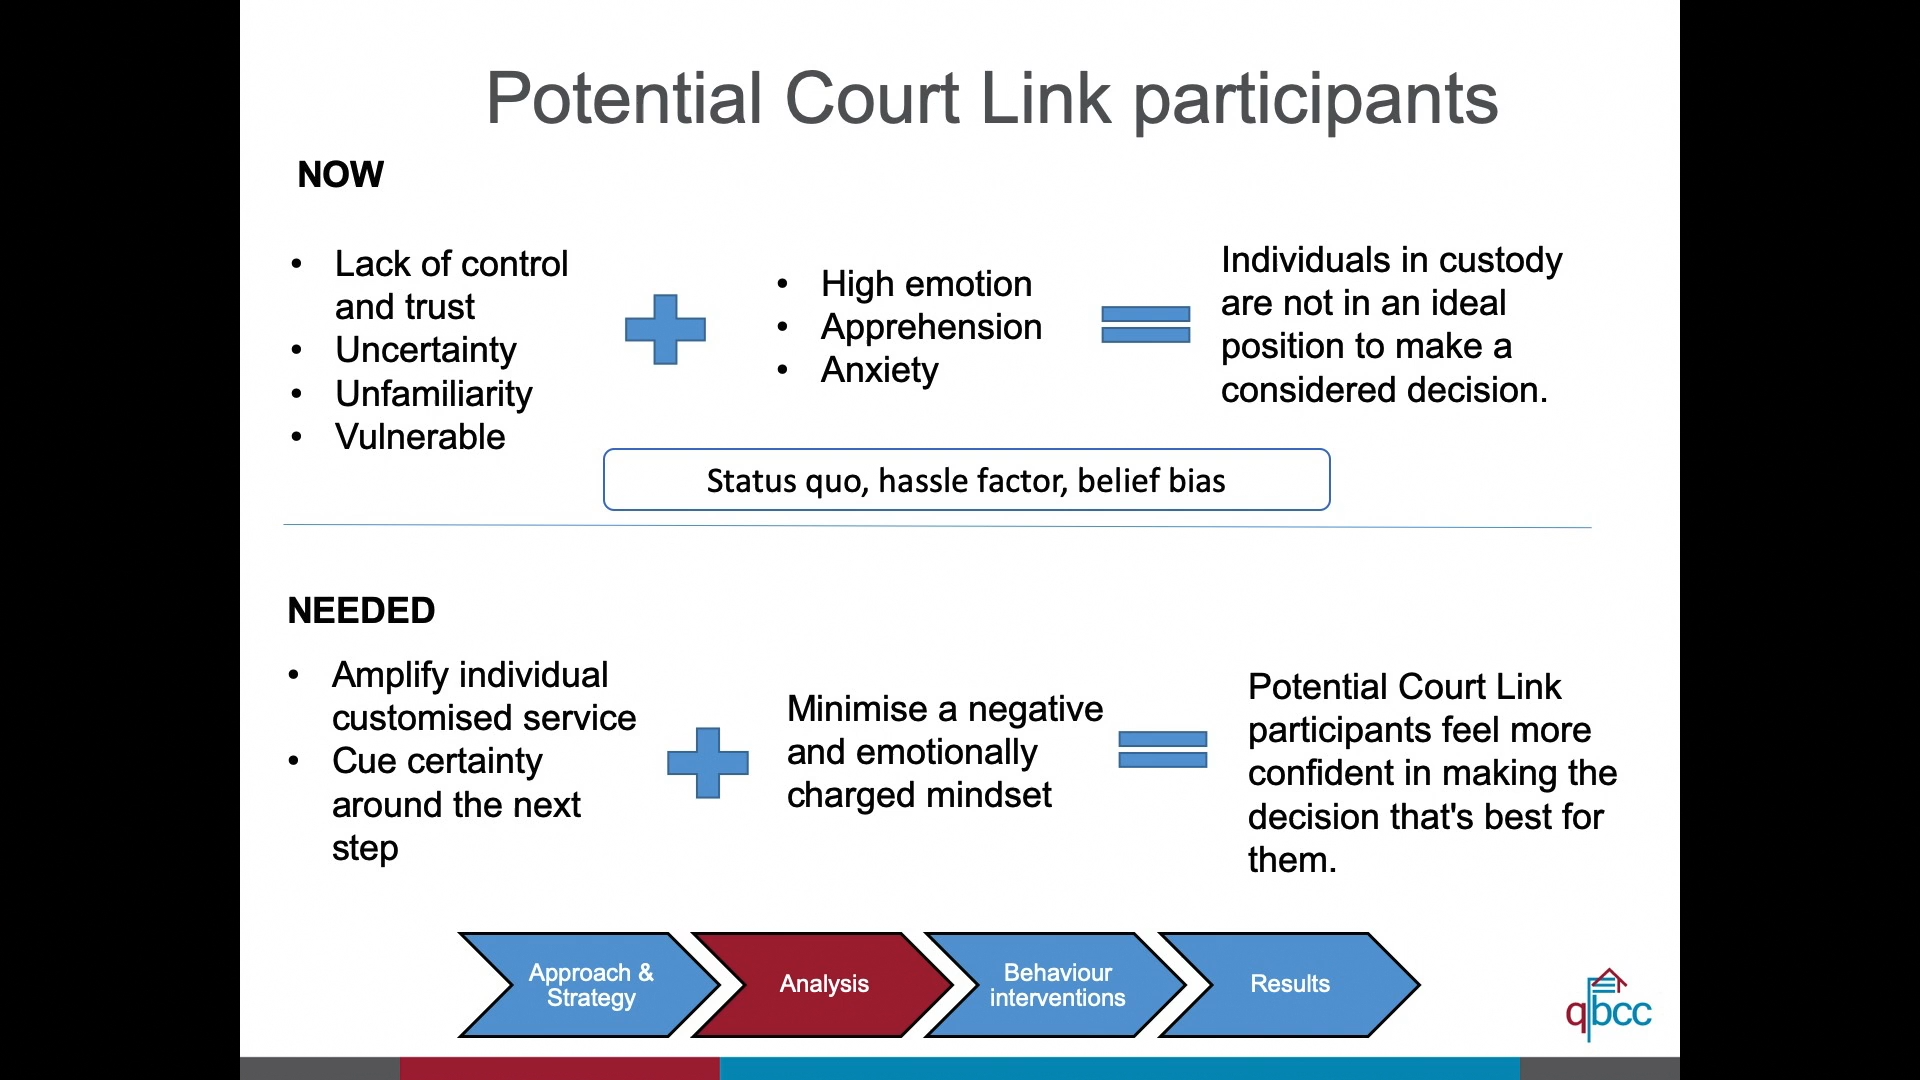 Potential Court Link participants
NOW
• Lack of control
and trust
• Uncertainty
• Unfamiliarity
• Vulnerable
• High emotion
• Apprehension
• Anxiety
Individuals in custody
are not in an ideal
position to make a
considered decision.
Status quo, hassle factor, belief bias
NEEDED
• Amplify individual
customised service
• Cue certainty
around the next
step
Minimise a negative
and emotionally
charged mindset
Potential Court Link
participants feel more
confident in making the
decision that's best for
them.
Approach &
Strategy
Analysis
Behaviour
interventions
Results
qbcc